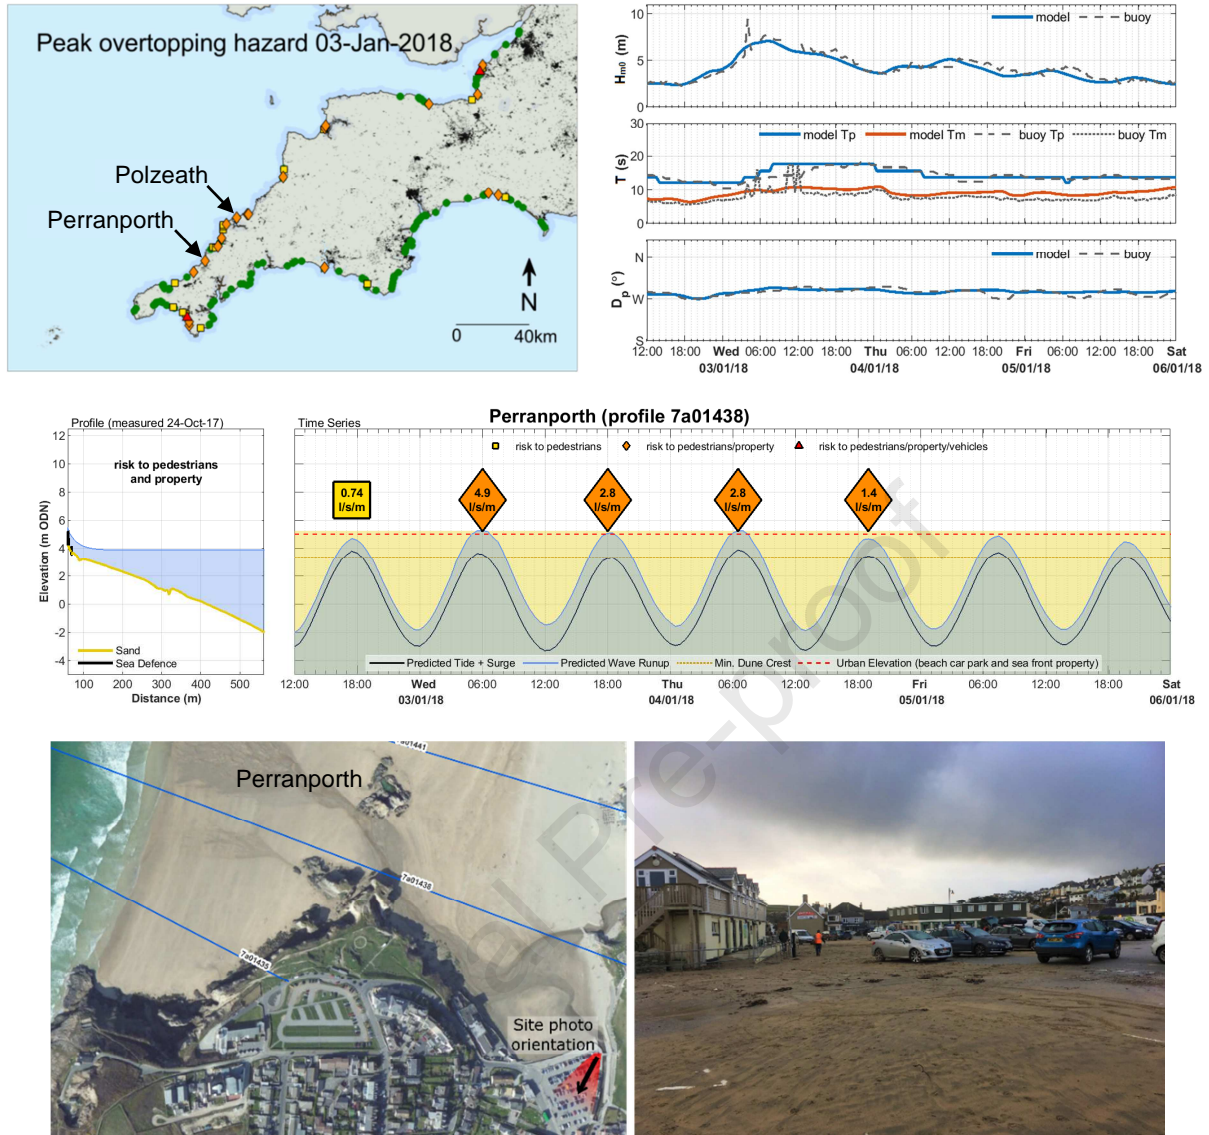 Peak overtopping hazard 03-Jan-2018
Polzeath
Perranporth
N
0 40km
model buoy
10
5
0
H_m0 (m)
model Tp model Tm buoy Tp buoy Tm
30
20
10
0
T (s)
model buoy
N
W
S
D_p (°)
12:00 18:00 Wed 06:00 12:00 18:00 Thu 06:00 12:00 18:00 Fri 06:00 12:00 18:00 Sat
03/01/18 04/01/18 05/01/18 06/01/18
Perranporth (profile 7a01438)
Profile (measured 24-Oct-17)
12
10
8
6
4
2
0
-2
-4
Elevation (m ODN)
risk to pedestrians
and property
Sand
Sea Defence
100 200 300 400 500
Distance (m)
Time Series
risk to pedestrians risk to pedestrians/property risk to pedestrians/property/vehicles
0.74
l/s/m
4.9
l/s/m
2.8
l/s/m
2.8
l/s/m
1.4
l/s/m
Predicted Tide + Surge Predicted Wave Runup Min. Dune Crest Urban Elevation (beach car park and sea front property)
12:00 18:00 Wed 06:00 12:00 18:00 Thu 06:00 12:00 18:00 Fri 06:00 12:00 18:00 Sat
03/01/18 04/01/18 05/01/18 06/01/18
Perranporth
7a01441
7a01438
7a01435
Site photo
orientation
Pre-proof